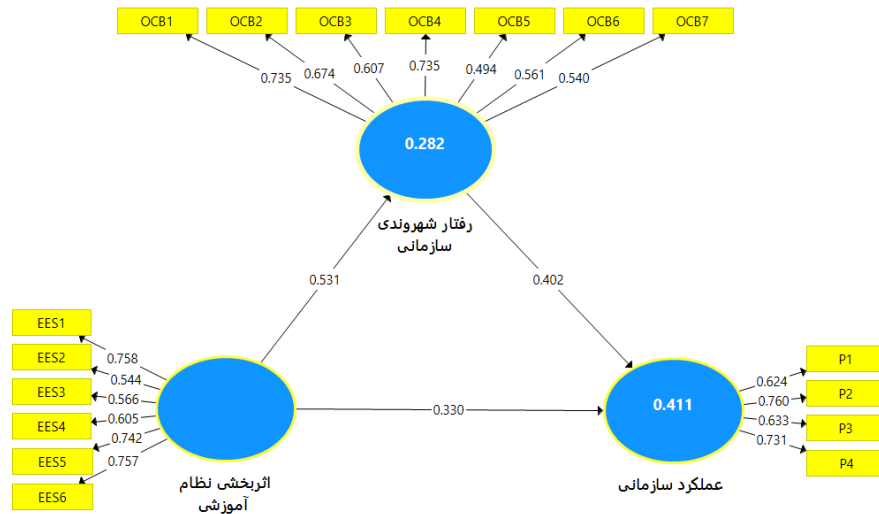 OCB1 OCB2 OCB3 OCB4 OCB5 OCB6 OCB7
0.735 0.674 0.607 0.735 0.494 0.561 0.540
0.282
رفتار شهروندی
سازمانی
0.531
0.402
EES1
EES2
EES3
EES4
EES5
EES6
0.758
0.544
0.566
0.605
0.742
0.757
اثربخشی نظام
آموزشی
0.330
0.411
عملکرد سازمانی
0.624
0.760
0.633
0.731
P1
P2
P3
P4